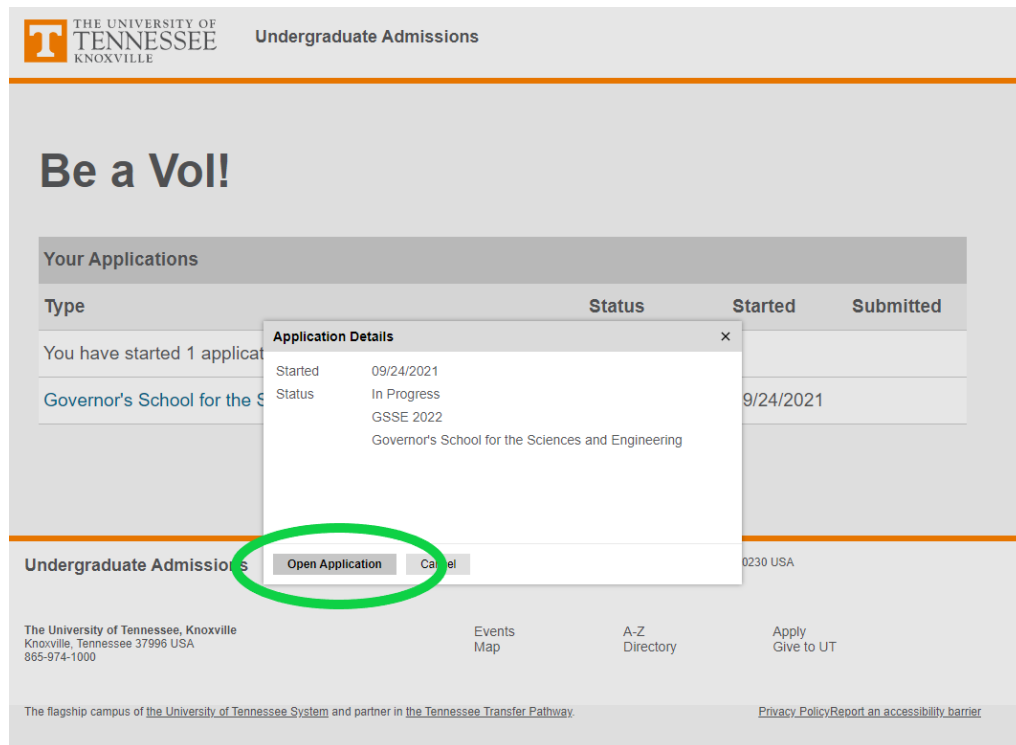 THE UNIVERSITY OF
TENNESSEE
KNOXVILLE
Undergraduate Admissions
Be a Vol!
Your Applications
Type Status Started Submitted
You have started 1
Governor's School for the 9/24/2021
Application Details ×
Started 09/24/2021
Status In Progress
GSSE 2022
Governor's School for the Sciences and Engineering
Open Application
Undergraduate Admissions 0230 USA
The University of Tennessee, Knoxville
Knoxville, Tennessee 37996 USA
865-974-1000
Events A-Z Apply
Map Directory Give to UT
The flagship campus of the University of Tennessee System and partner in the Tennessee Transfer Pathway.
Privacy PolicyReport an accessibility barrier